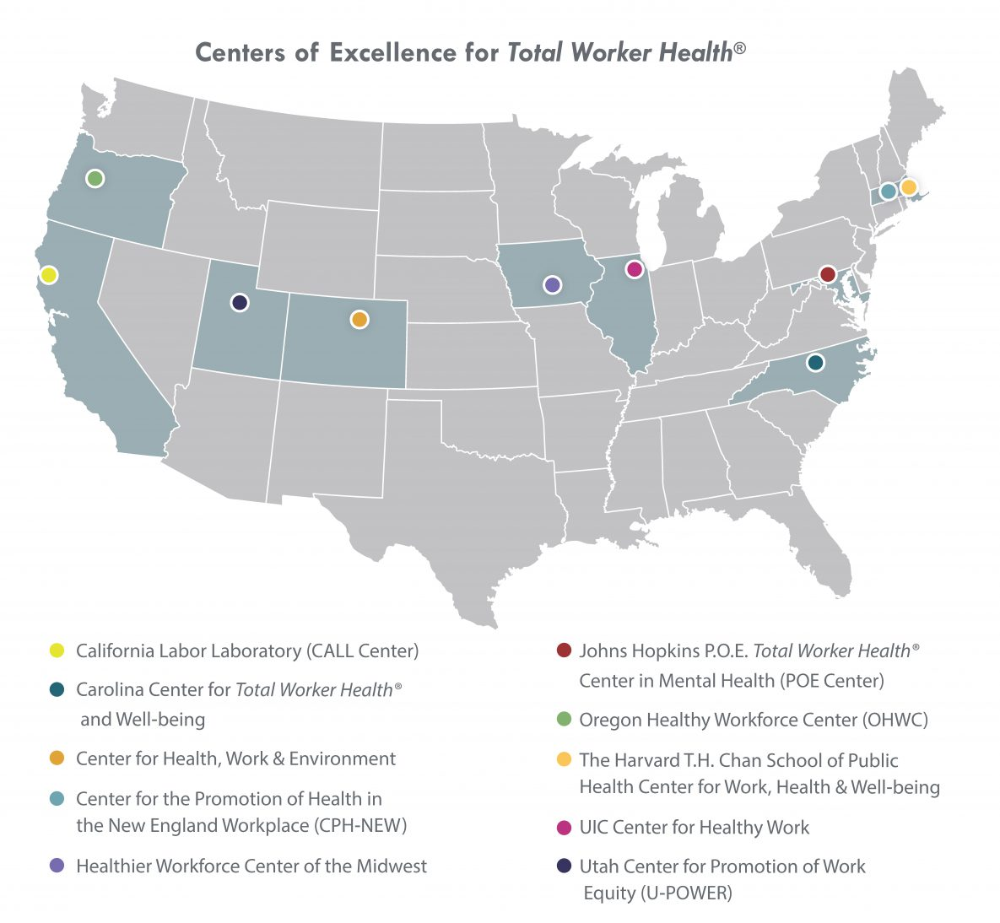 Centers of Excellence for Total Worker Health®
California Labor Laboratory (CALL Center)
Carolina Center for Total Worker Health®
and Well-being
Center for Health, Work & Environment
Center for the Promotion of Health in
the New England Workplace (CPH-NEW)
Healthier Workforce Center of the Midwest
Johns Hopkins P.O.E. Total Worker Health®
Center in Mental Health (POE Center)
Oregon Healthy Workforce Center (OHWC)
The Harvard T.H. Chan School of Public
Health Center for Work, Health & Well-being
UIC Center for Healthy Work
Utah Center for Promotion of Work
Equity (U-POWER)